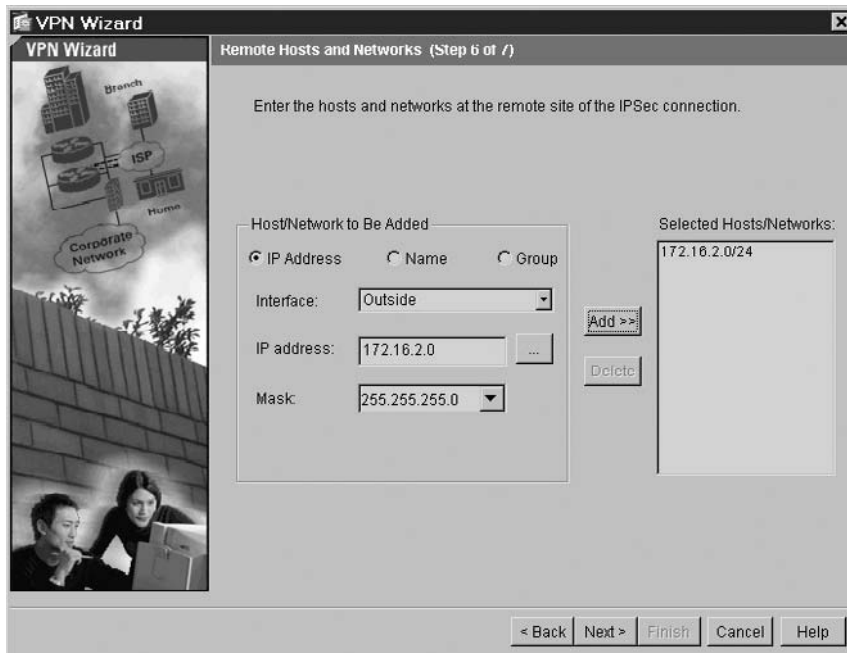 VPN Wizard
VPN Wizard
Remote Hosts and Networks (Step 6 of 7)
Branch
ISP
Home
Corporate
Network
Enter the hosts and networks at the remote site of the IPSec connection.
Host/Network to Be Added
IP Address Name Group
Interface: Outside
IP address: 172.16.2.0 ...
Mask: 255.255.255.0
Add >>
Delete
Selected Hosts/Networks:
172.16.2.0/24
< Back Next > Finish Cancel Help